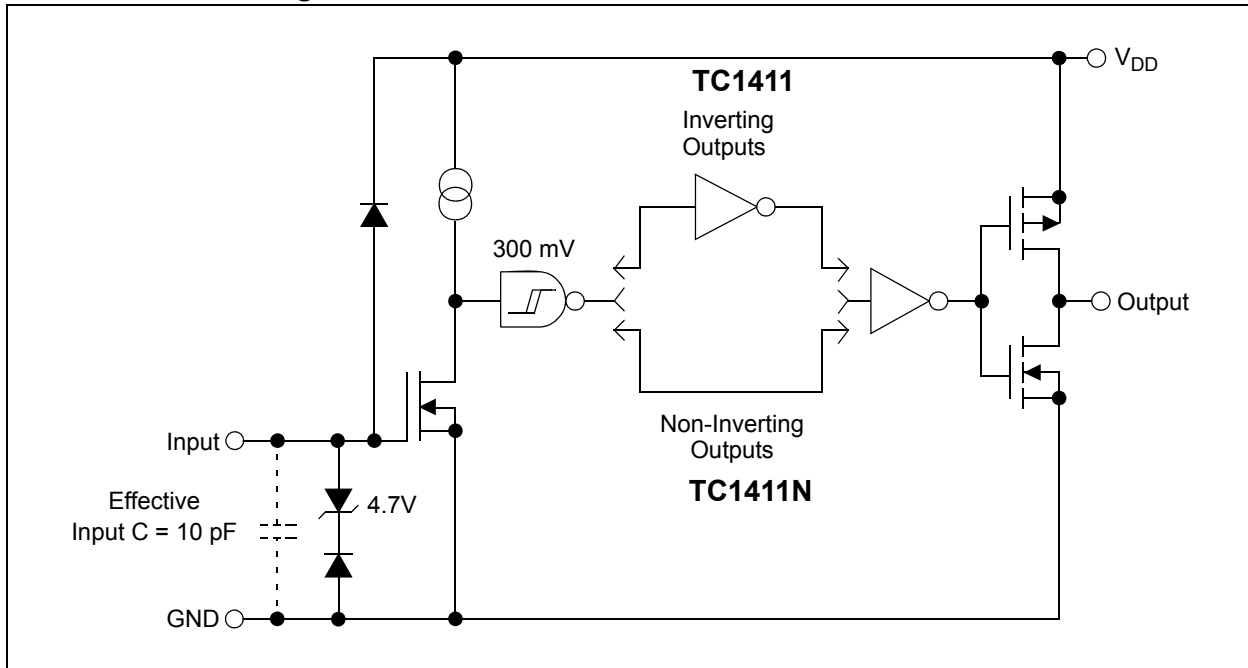 V_DD
TC1411
Inverting
Outputs
300 mV
Output
Input
Non-Inverting
Outputs
TC1411N
Effective
Input C = 10 pF
4.7V
GND